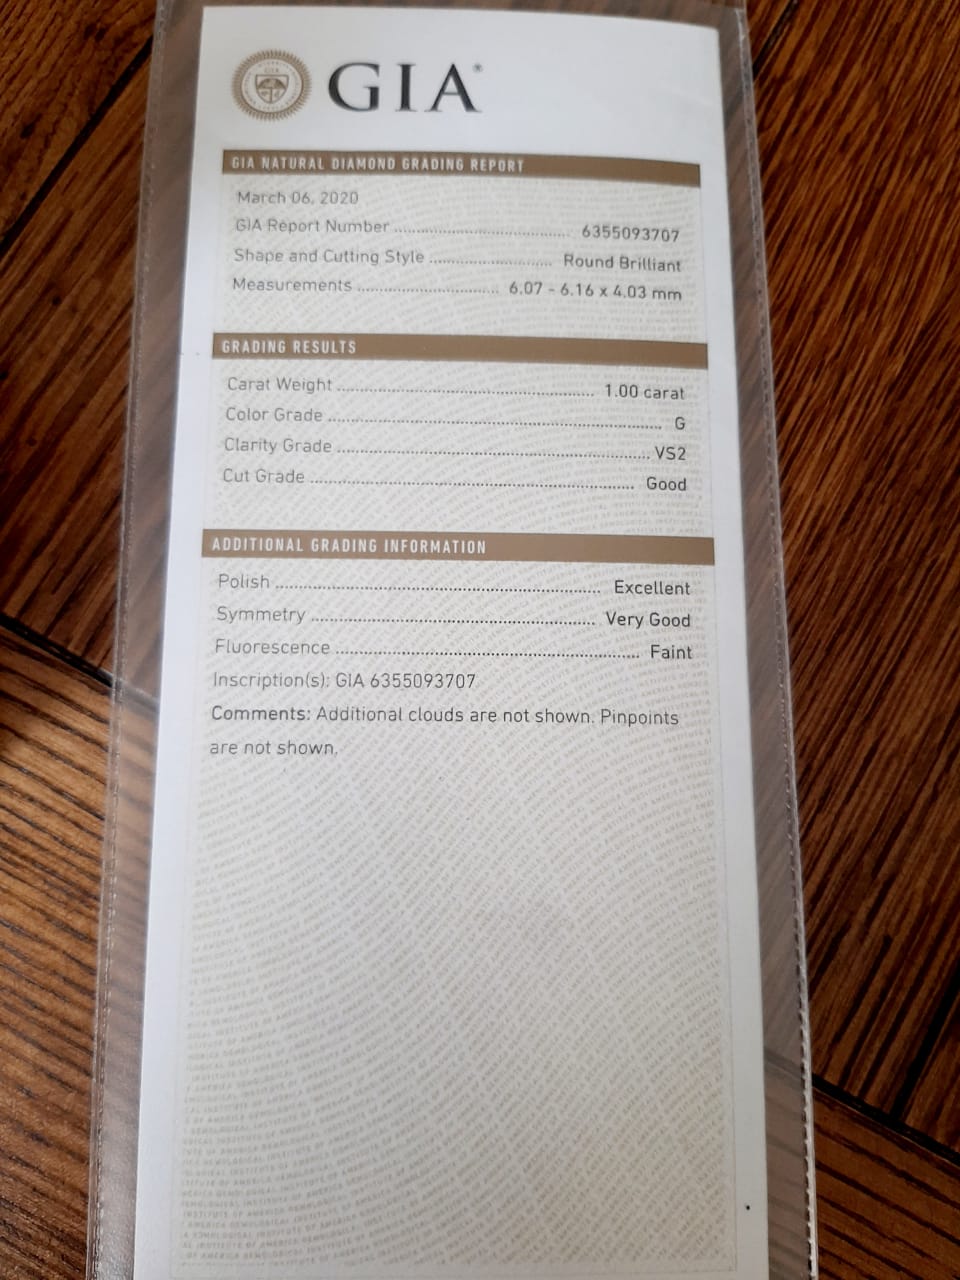 GIA®
GIA NATURAL DIAMOND GRADING REPORT
March 06, 2020
GIA Report Number ........................................ 6355093707
Shape and Cutting Style ............................ Round Brilliant
Measurements ................................ 6.07 - 6.16 x 4.03 mm
GRADING RESULTS
Carat Weight ........................................................ 1.00 carat
Color Grade ........................................................................ G
Clarity Grade .................................................................. VS2
Cut Grade .................................................................... Good
ADDITIONAL GRADING INFORMATION
Polish .................................................................... Excellent
Symmetry ............................................................ Very Good
Fluorescence ................................................................ Faint
Inscription(s): GIA 6355093707
Comments: Additional clouds are not shown. Pinpoints
are not shown.